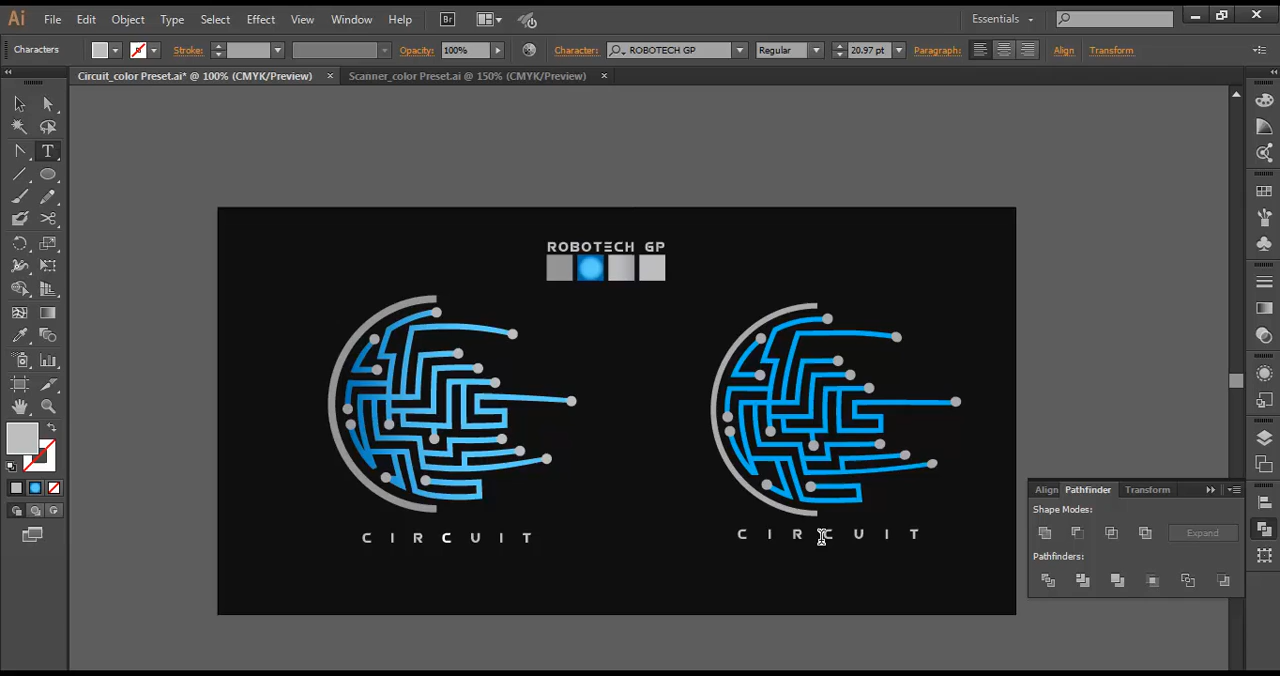 Ai File Edit Object Type Select Effect View Window Help Br Essentials
Characters Stroke: Opacity: 100% Character: ROBOTECH GP Regular 20.97 pt Paragraph: Align Transform
Circuit_color Preset.ai* @ 100% (CMYK/Preview) × Scanner_color Preset.ai @ 150% (CMYK/Preview) ×
T
ROBOTECH GP
CIRCUIT
CIRCUIT
Align Pathfinder Transform
Shape Modes:
Expand
Pathfinders: